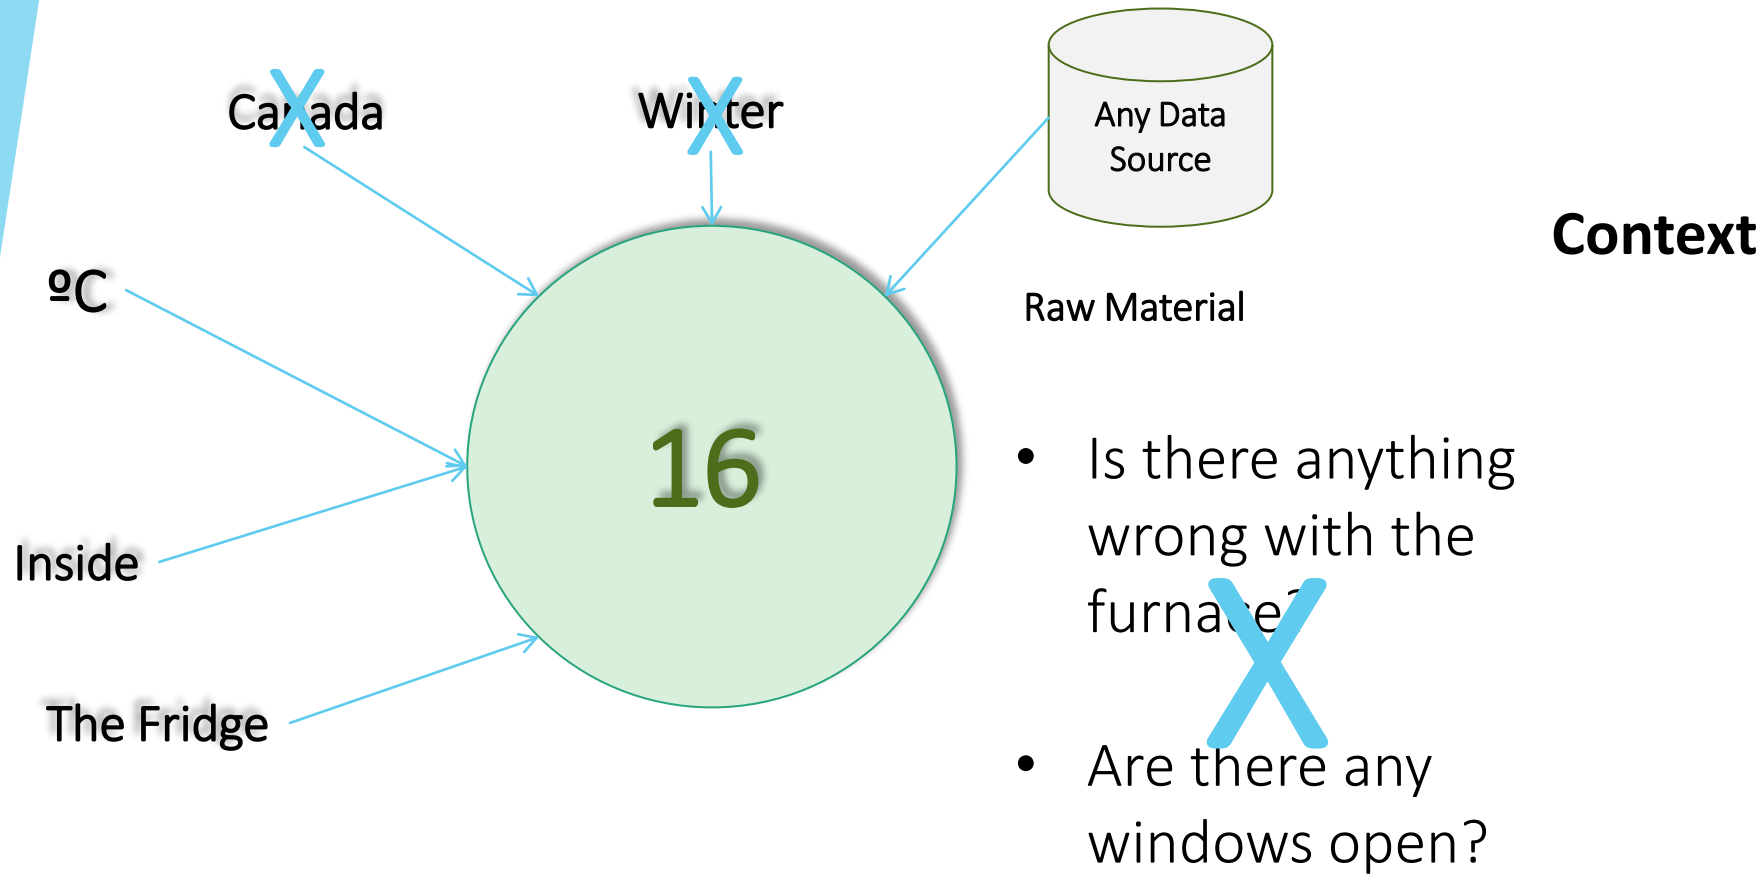 Canada
X
Winter
X
Any Data
Source
Context
ºC
Raw Material
16
Inside
The Fridge
• Is there anything
wrong with the
furnace?
X
• Are there any
windows open?